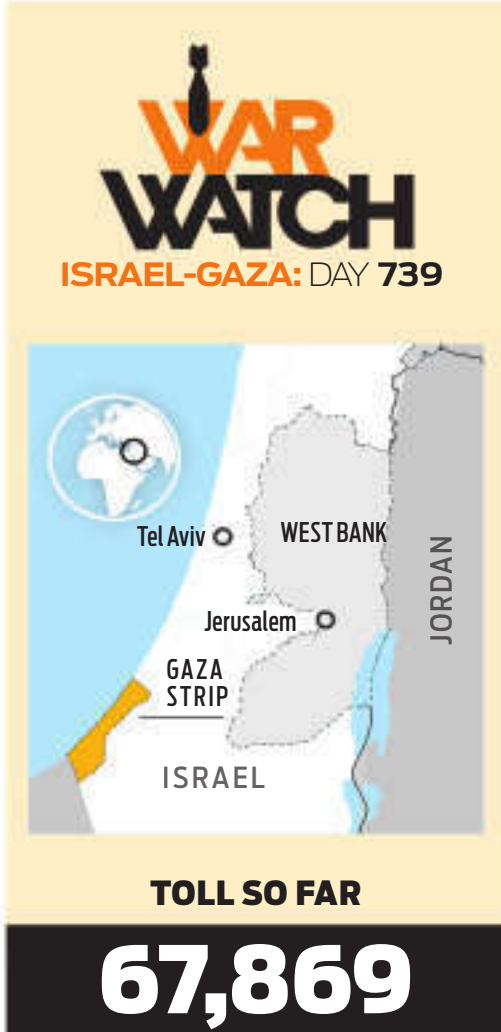 WAR
WATCH
ISRAEL-GAZA: DAY 739
Tel Aviv
WEST BANK
JORDAN
Jerusalem
GAZA
STRIP
ISRAEL
TOLL SO FAR
67,869